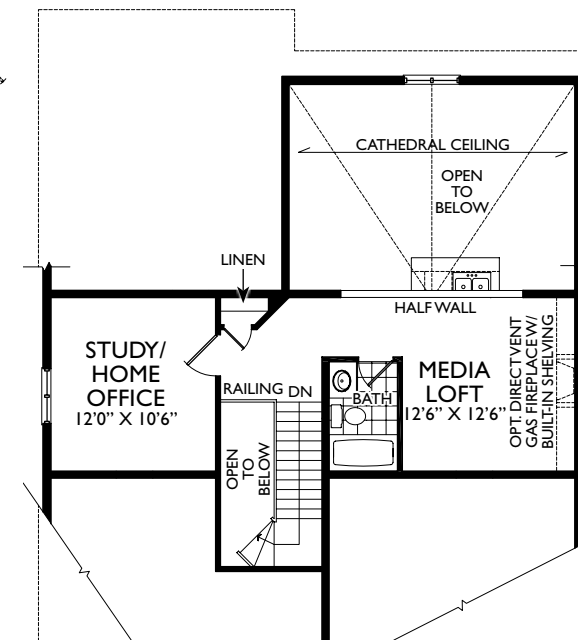 CATHEDRAL CEILING
OPEN
TO
BELOW
LINEN
HALF WALL
STUDY/
HOME
OFFICE
12'0" X 10'6"
RAILING
DN
BATH
MEDIA
LOFT
12'6" X 12'6"
OPT. DIRECT VENT
GAS FIREPLACE W/
BUILT-IN SHELVING
OPEN
TO
BELOW